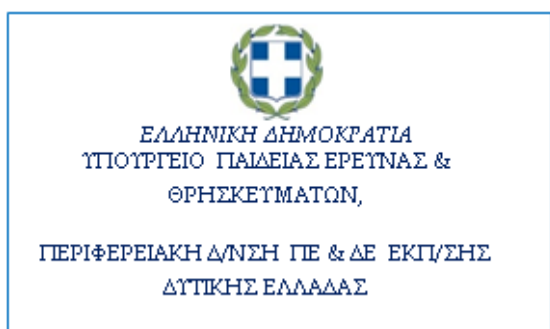 ΕΛΛΗΝΙΚΗ ΔΗΜΟΚΡΑΤΙΑ
ΥΠΟΥΡΓΕΙΟ ΠΑΙΔΕΙΑΣ ΕΡΕΥΝΑΣ &
ΘΡΗΣΚΕΥΜΑΤΩΝ,
ΠΕΡΙΦΕΡΕΙΑΚΗ Δ/ΝΣΗ ΠΕ & ΔΕ ΕΚΠ/ΣΗΣ
ΔΥΤΙΚΗΣ ΕΛΛΑΔΑΣ